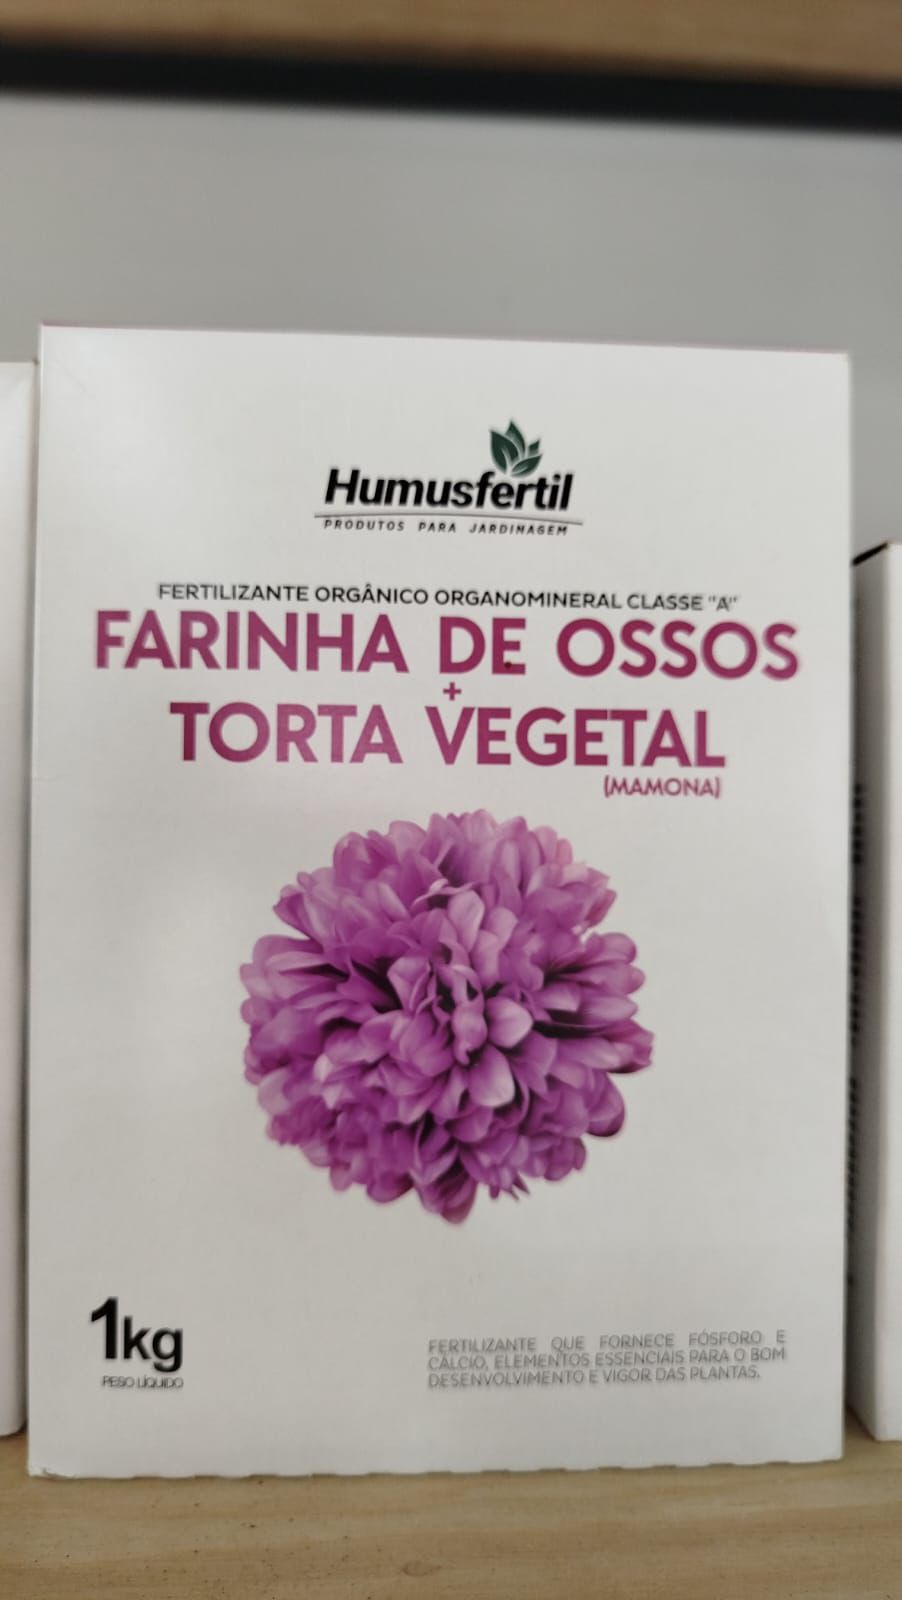 Humusfertil
PRODUTOS PARA JARDINAGEM
FERTILIZANTE ORGÂNICO ORGANOMINERAL CLASSE "A"
FARINHA DE OSSOS
+
TORTA VEGETAL
(MAMONA)
1kg
PESO LÍQUIDO
FERTILIZANTE QUE FORNECE FÓSFORO E
CÁLCIO, ELEMENTOS ESSENCIAIS PARA O BOM
DESENVOLVIMENTO E VIGOR DAS PLANTAS.